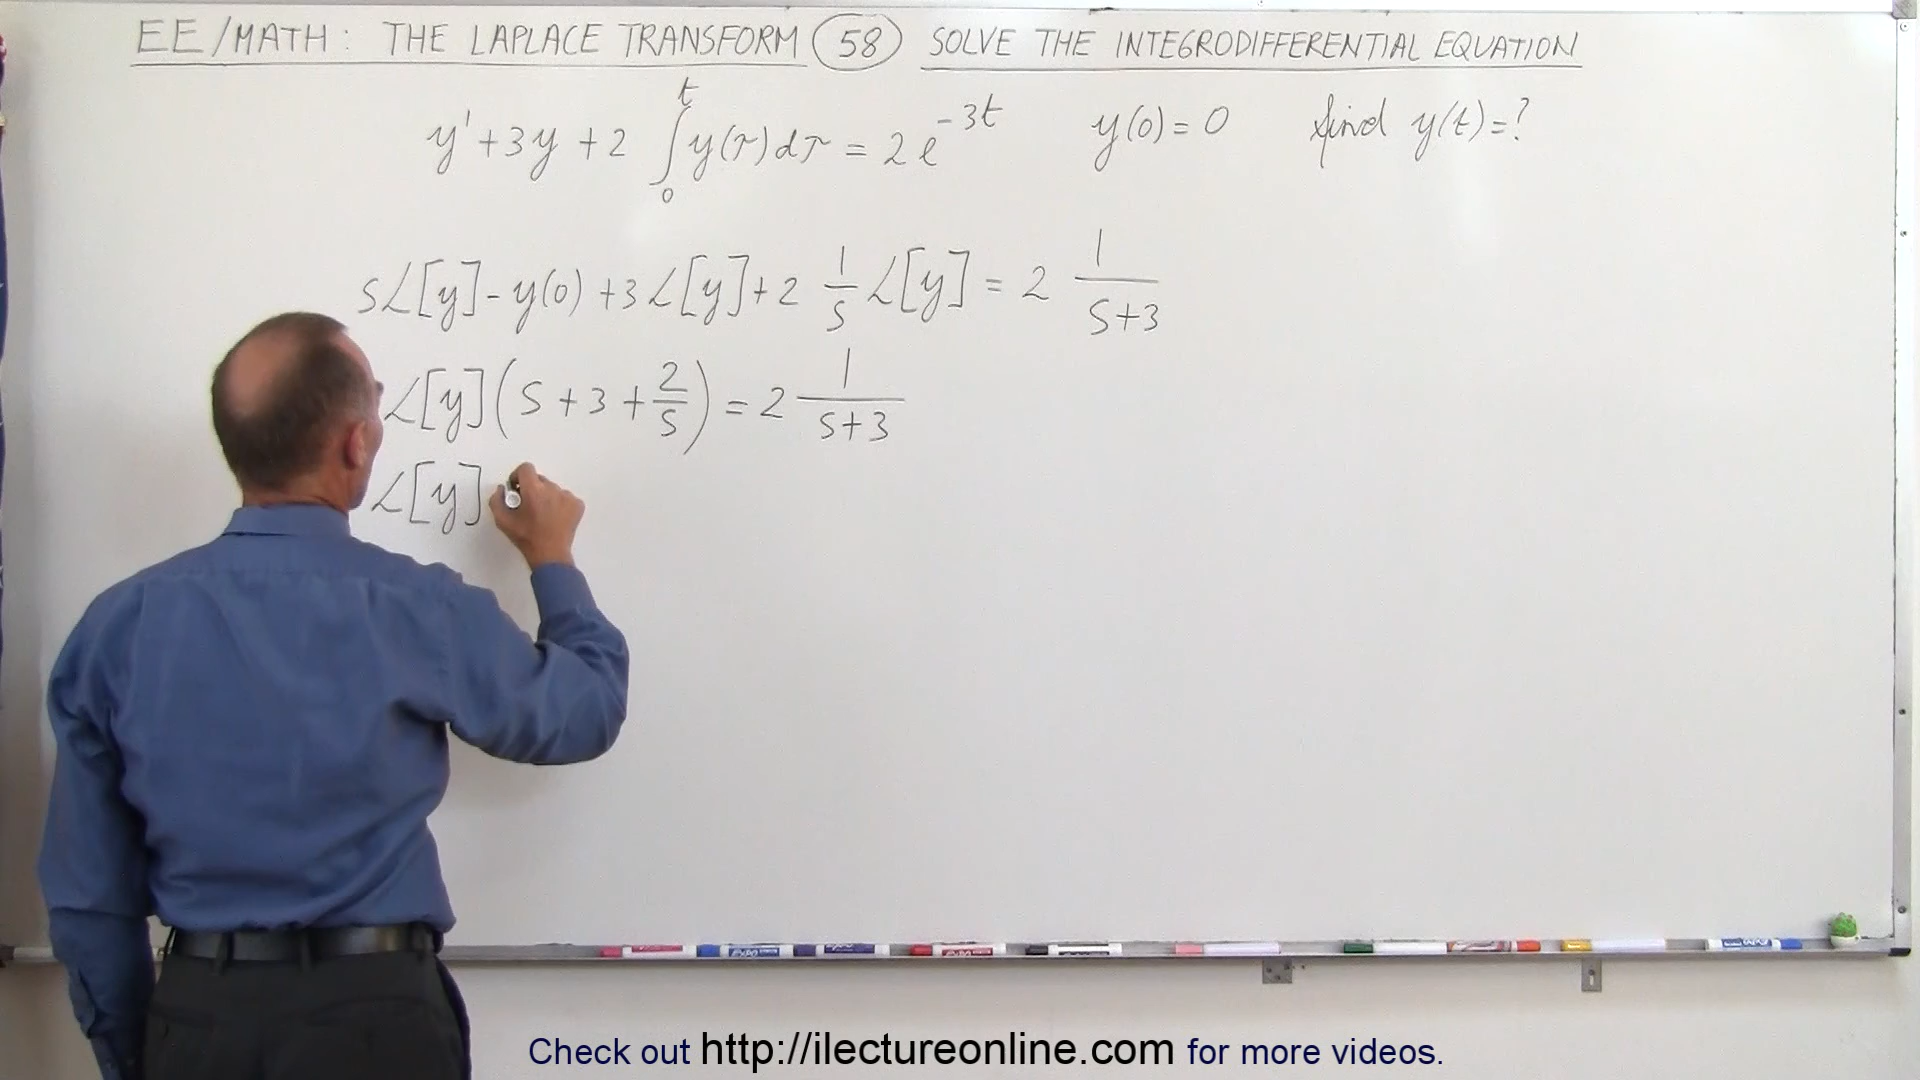 EE/MATH: THE LAPLACE TRANSFORM 58 SOLVE THE INTEGRODIFFERENTIAL EQUATION
y' + 3y + 2 ∫₀ᵗ y(τ)dτ = 2e^{-3t} y(0) = 0 find y(t) = ?
sℒ[y] - y(0) + 3ℒ[y] + 2 1/s ℒ[y] = 2 1/(s+3)
ℒ[y](s + 3 + 2/s) = 2 1/(s+3)
ℒ[y]
Check out http://ilectureonline.com for more videos.